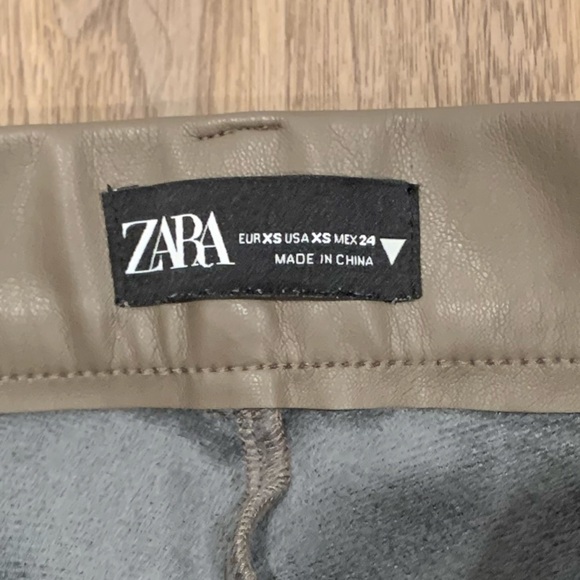 ZARA
EUR XS USA XS MEX 24
MADE IN CHINA